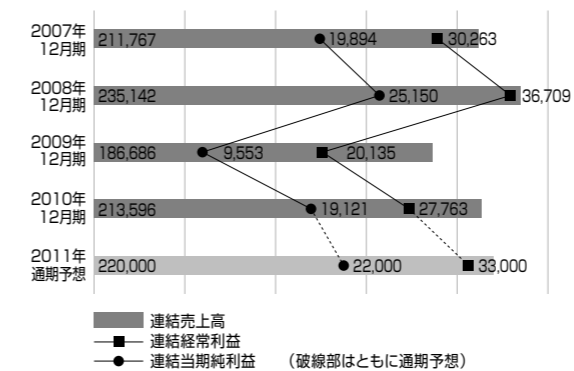 2007年
12月期
211,767
19,894
30,263
2008年
12月期
235,142
25,150
36,709
2009年
12月期
186,686
9,553
20,135
2010年
12月期
213,596
19,121
27,763
2011年
通期予想
220,000
22,000
33,000
連結売上高
連結経常利益
連結当期純利益 (破線部はともに通期予想)